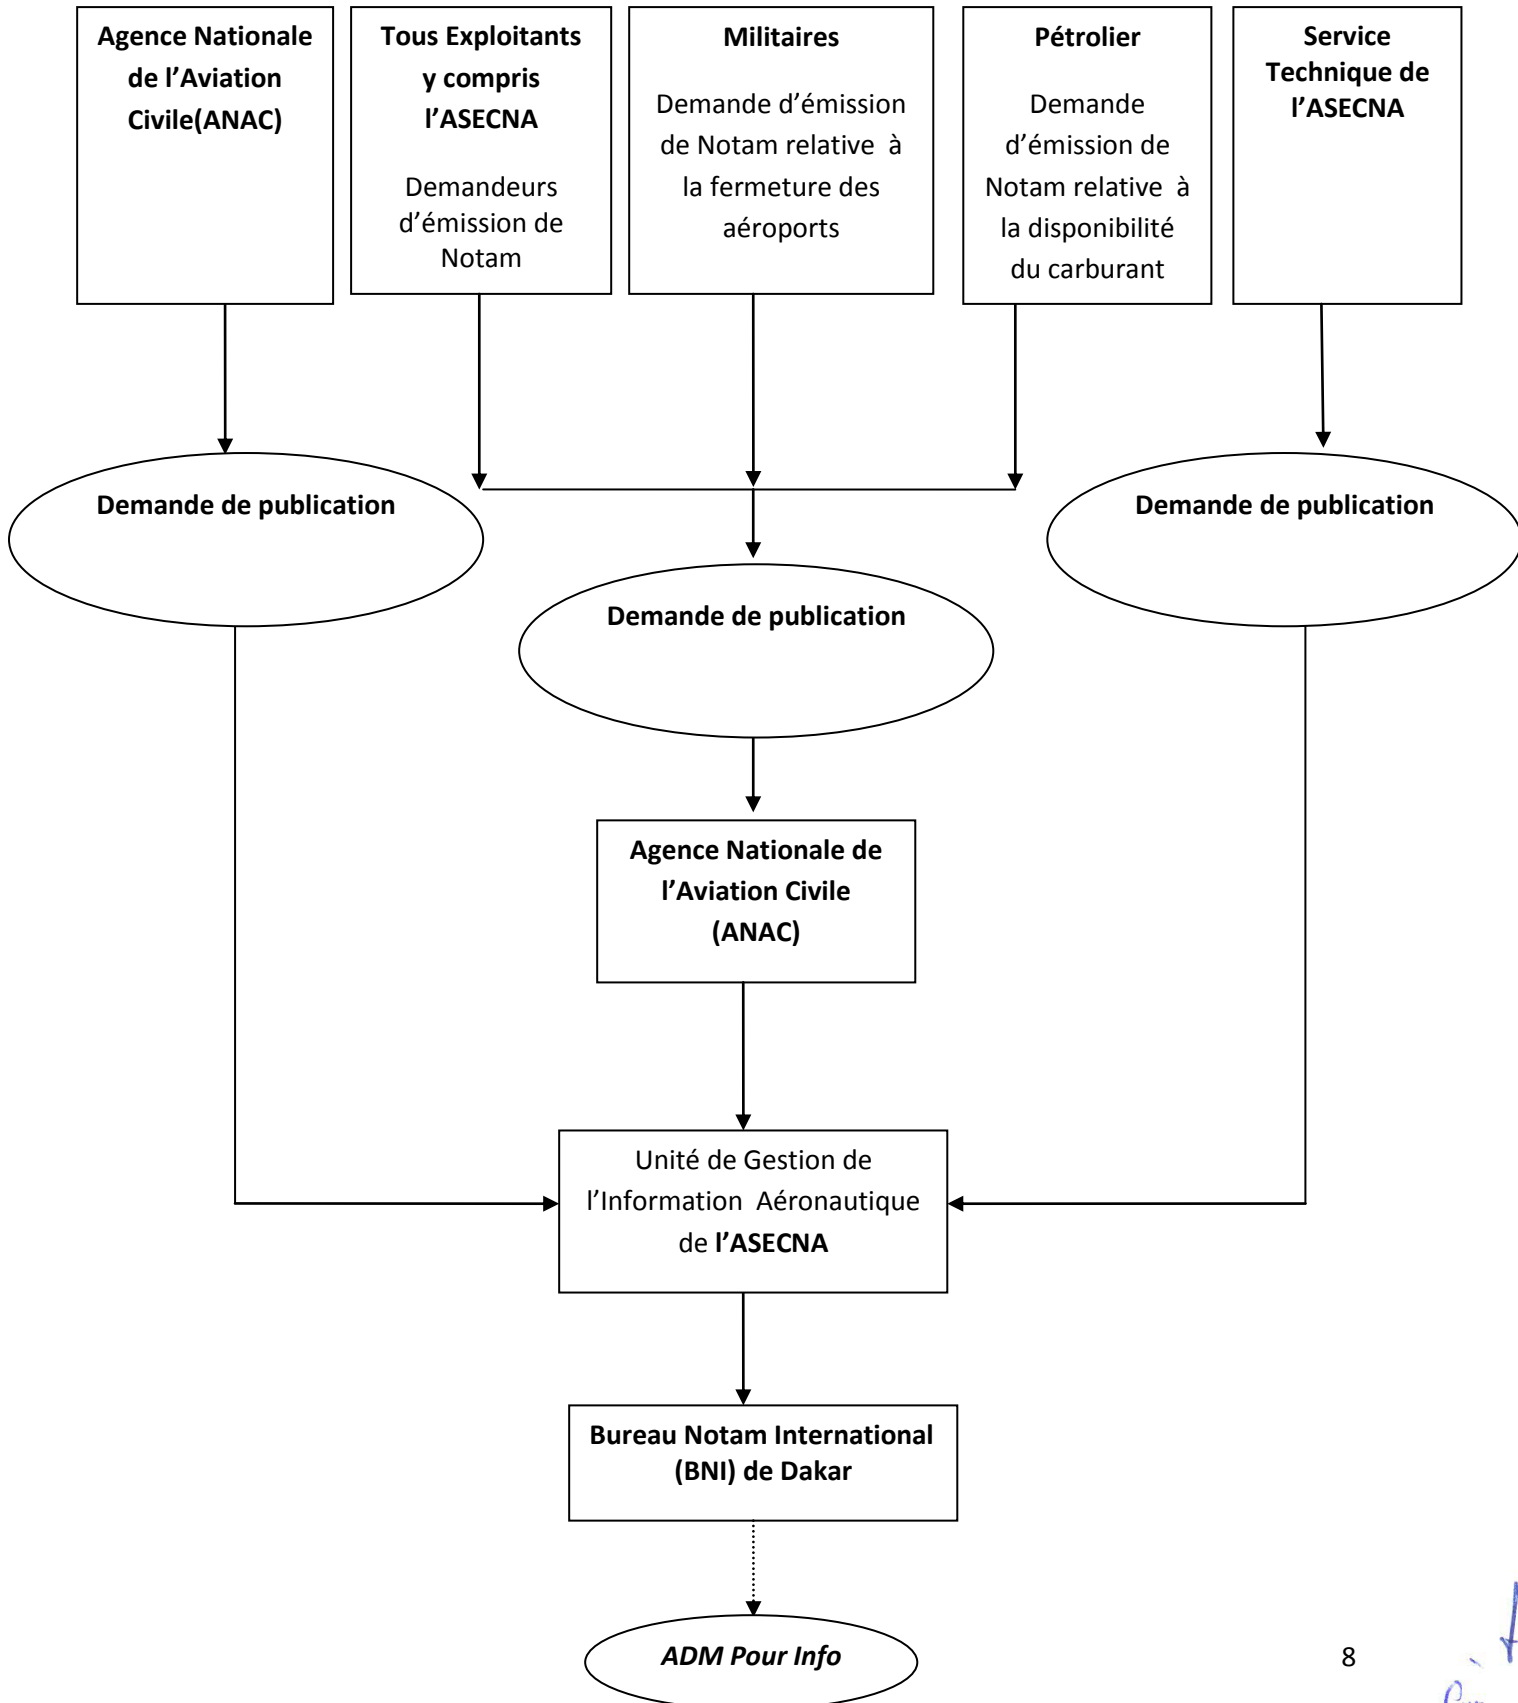 Agence Nationale
de l’Aviation
Civile(ANAC)
Tous Exploitants
y compris
l’ASECNA
Demandeurs
d’émission de
Notam
Militaires
Demande d’émission
de Notam relative à
la fermeture des
aéroports
Pétrolier
Demande
d’émission de
Notam relative à
la disponibilité
du carburant
Service
Technique de
l’ASECNA
Demande de publication
Demande de publication
Demande de publication
Agence Nationale de
l’Aviation Civile
(ANAC)
Unité de Gestion de
l’Information Aéronautique
de l’ASECNA
Bureau Notam International
(BNI) de Dakar
ADM Pour Info
8